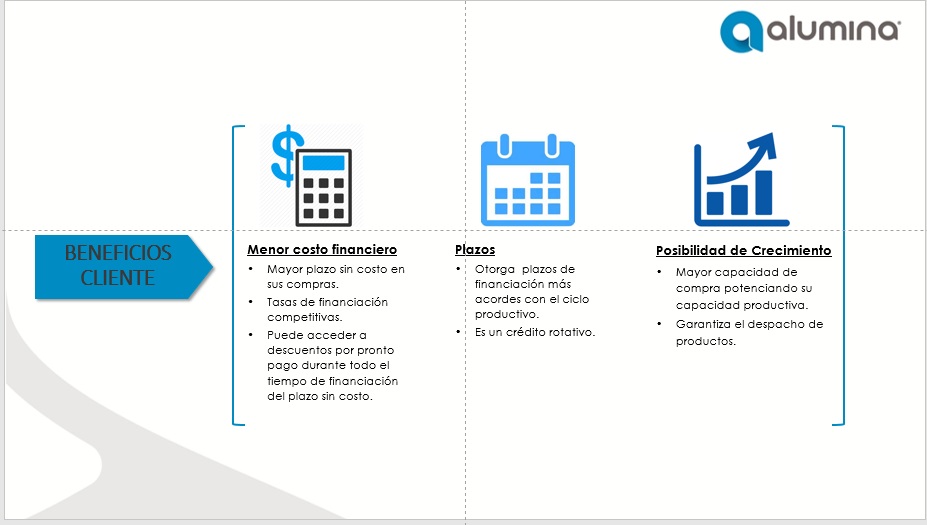 alumina®
BENEFICIOS
CLIENTE
Menor costo financiero
• Mayor plazo sin costo en
sus compras.
• Tasas de financiación
competitivas.
• Puede acceder a
descuentos por pronto
pago durante todo el
tiempo de financiación
del plazo sin costo.
Plazos
• Otorga plazos de
financiación más
acordes con el ciclo
productivo.
• Es un crédito rotativo.
Posibilidad de Crecimiento
• Mayor capacidad de
compra potenciando su
capacidad productiva.
• Garantiza el despacho de
productos.